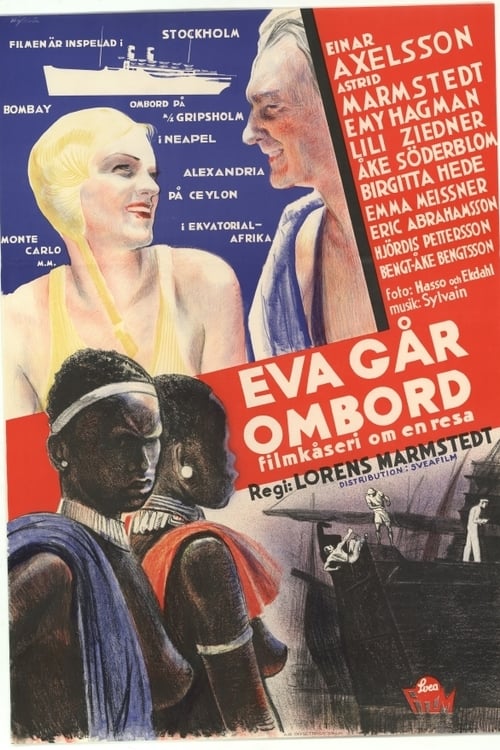 FILMEN ÄR INSPELAD i
STOCKHOLM
BOMBAY
OMBORD PÅ
M/S GRIPSHOLM
i NEAPEL
ALEXANDRIA
PÅ CEYLON
i EKVATORIAL-
AFRIKA
MONTE
CARLO
M.M.
EINAR
AXELSSON
ASTRID
MARMSTEDT
EMY HAGMAN
LILI ZIEDNER
ÅKE SÖDERBLOM
BIRGITTA HEDE
EMMA MEISSNER
ERIC ABRAHAMSSON
HJÖRDIS PETTERSSON
BENGT-ÅKE BENGTSSON
foto: Hasso och Ekdahl
musik: Sylvain
EVA GÅR
OMBORD
filmkåseri om en resa
Regi: LORENS MARMSTEDT
DISTRIBUTION: SVEAFILM
Svea
FILM